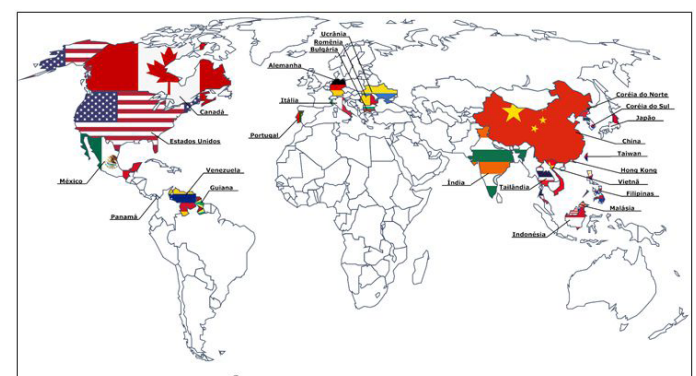 Ucrânia
Romênia
Bulgária
Alemanha
Itália
Portugal
Canadá
Estados Unidos
México
Venezuela
Guiana
Panamá
Coréia do Norte
Coréia do Sul
Japão
China
Taiwan
Hong Kong
Vietnã
Filipinas
Índia
Tailândia
Malásia
Indonésia